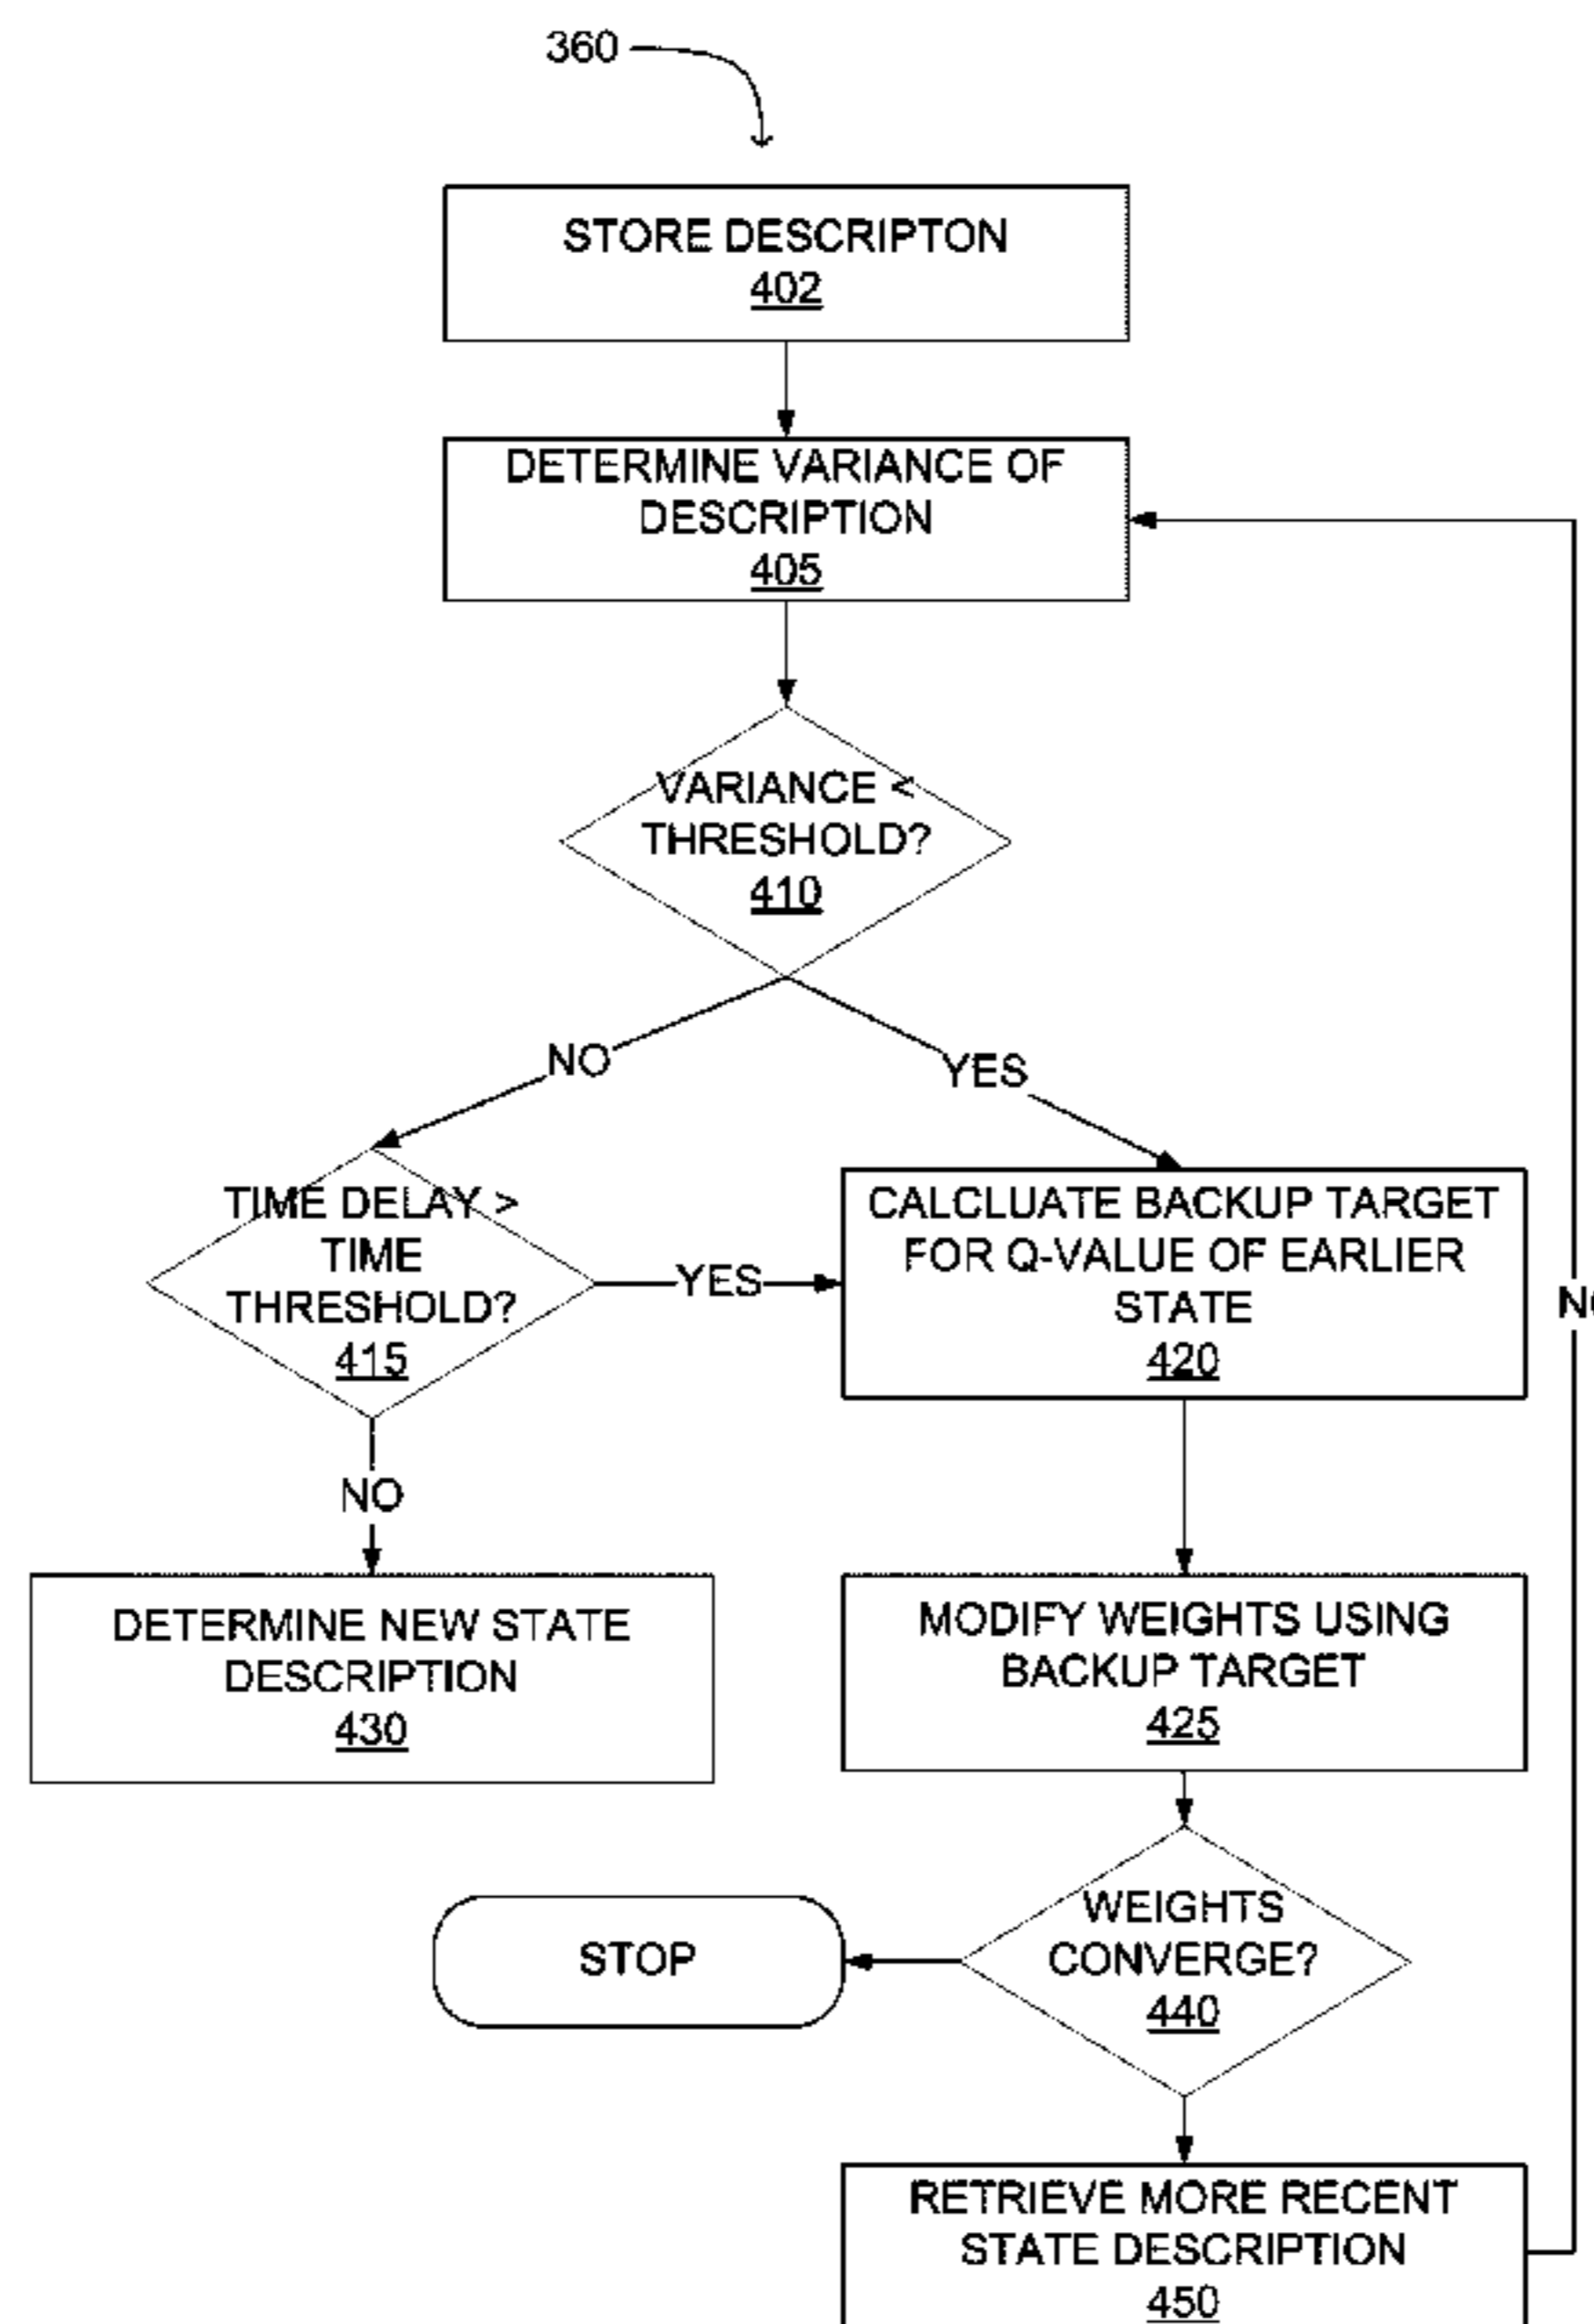 360
STORE DESCRIPTON
402
DETERMINE VARIANCE OF
DESCRIPTION
405
VARIANCE <
THRESHOLD?
410
NO
YES
TIME DELAY >
TIME
THRESHOLD?
415
YES
CALCLUATE BACKUP TARGET
FOR Q-VALUE OF EARLIER
STATE
420
NO
DETERMINE NEW STATE
DESCRIPTION
430
MODIFY WEIGHTS USING
BACKUP TARGET
425
STOP
WEIGHTS
CONVERGE?
440
RETRIEVE MORE RECENT
STATE DESCRIPTION
450